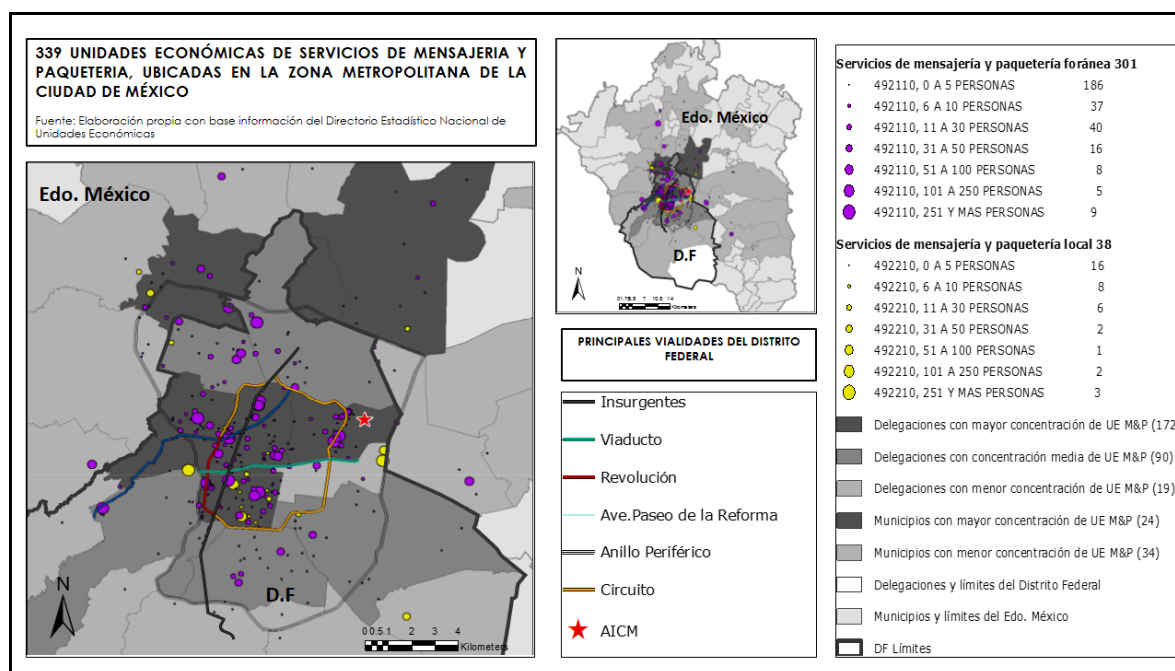 339 UNIDADES ECONÓMICAS DE SERVICIOS DE MENSAJERIA Y
PAQUETERIA, UBICADAS EN LA ZONA METROPOLITANA DE LA
CIUDAD DE MÉXICO
Fuente: Elaboración propia con base información del Directorio Estadístico Nacional de
Unidades Económicas
Edo. México
D.F
N
0 0.5 1 2 3 4
Kilometers
Edo. México
D.F
N
Kilometers
PRINCIPALES VIALIDADES DEL DISTRITO
FEDERAL
Insurgentes
Viaducto
Revolución
Ave.Paseo de la Reforma
Anillo Periférico
Circuito
AICM
Servicios de mensajería y paquetería foránea 301
492110, 0 A 5 PERSONAS 186
492110, 6 A 10 PERSONAS 37
492110, 11 A 30 PERSONAS 40
492110, 31 A 50 PERSONAS 16
492110, 51 A 100 PERSONAS 8
492110, 101 A 250 PERSONAS 5
492110, 251 Y MAS PERSONAS 9
Servicios de mensajería y paquetería local 38
492210, 0 A 5 PERSONAS 16
492210, 6 A 10 PERSONAS 8
492210, 11 A 30 PERSONAS 6
492210, 31 A 50 PERSONAS 2
492210, 51 A 100 PERSONAS 1
492210, 101 A 250 PERSONAS 2
492210, 251 Y MAS PERSONAS 3
Delegaciones con mayor concentración de UE M&P (172
Delegaciones con concentración media de UE M&P (90)
Delegaciones con menor concentración de UE M&P (19)
Municipios con mayor concentración de UE M&P (24)
Municipios con menor concentración de UE M&P (34)
Delegaciones y límites del Distrito Federal
Municipios y límites del Edo. México
DF Límites